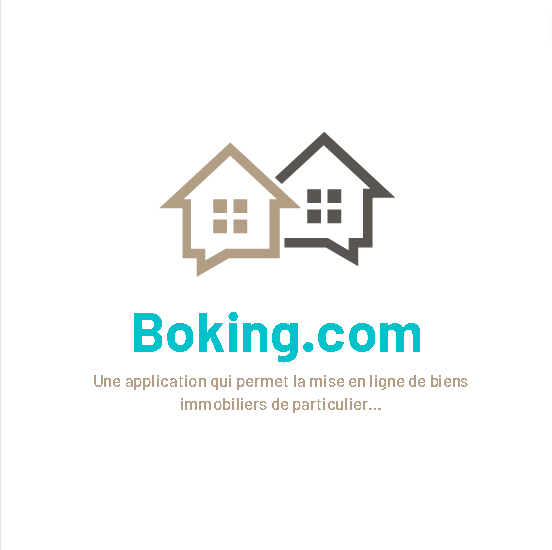 Boking.com
Une application qui permet la mise en ligne de biens
immobiliers de particulier...